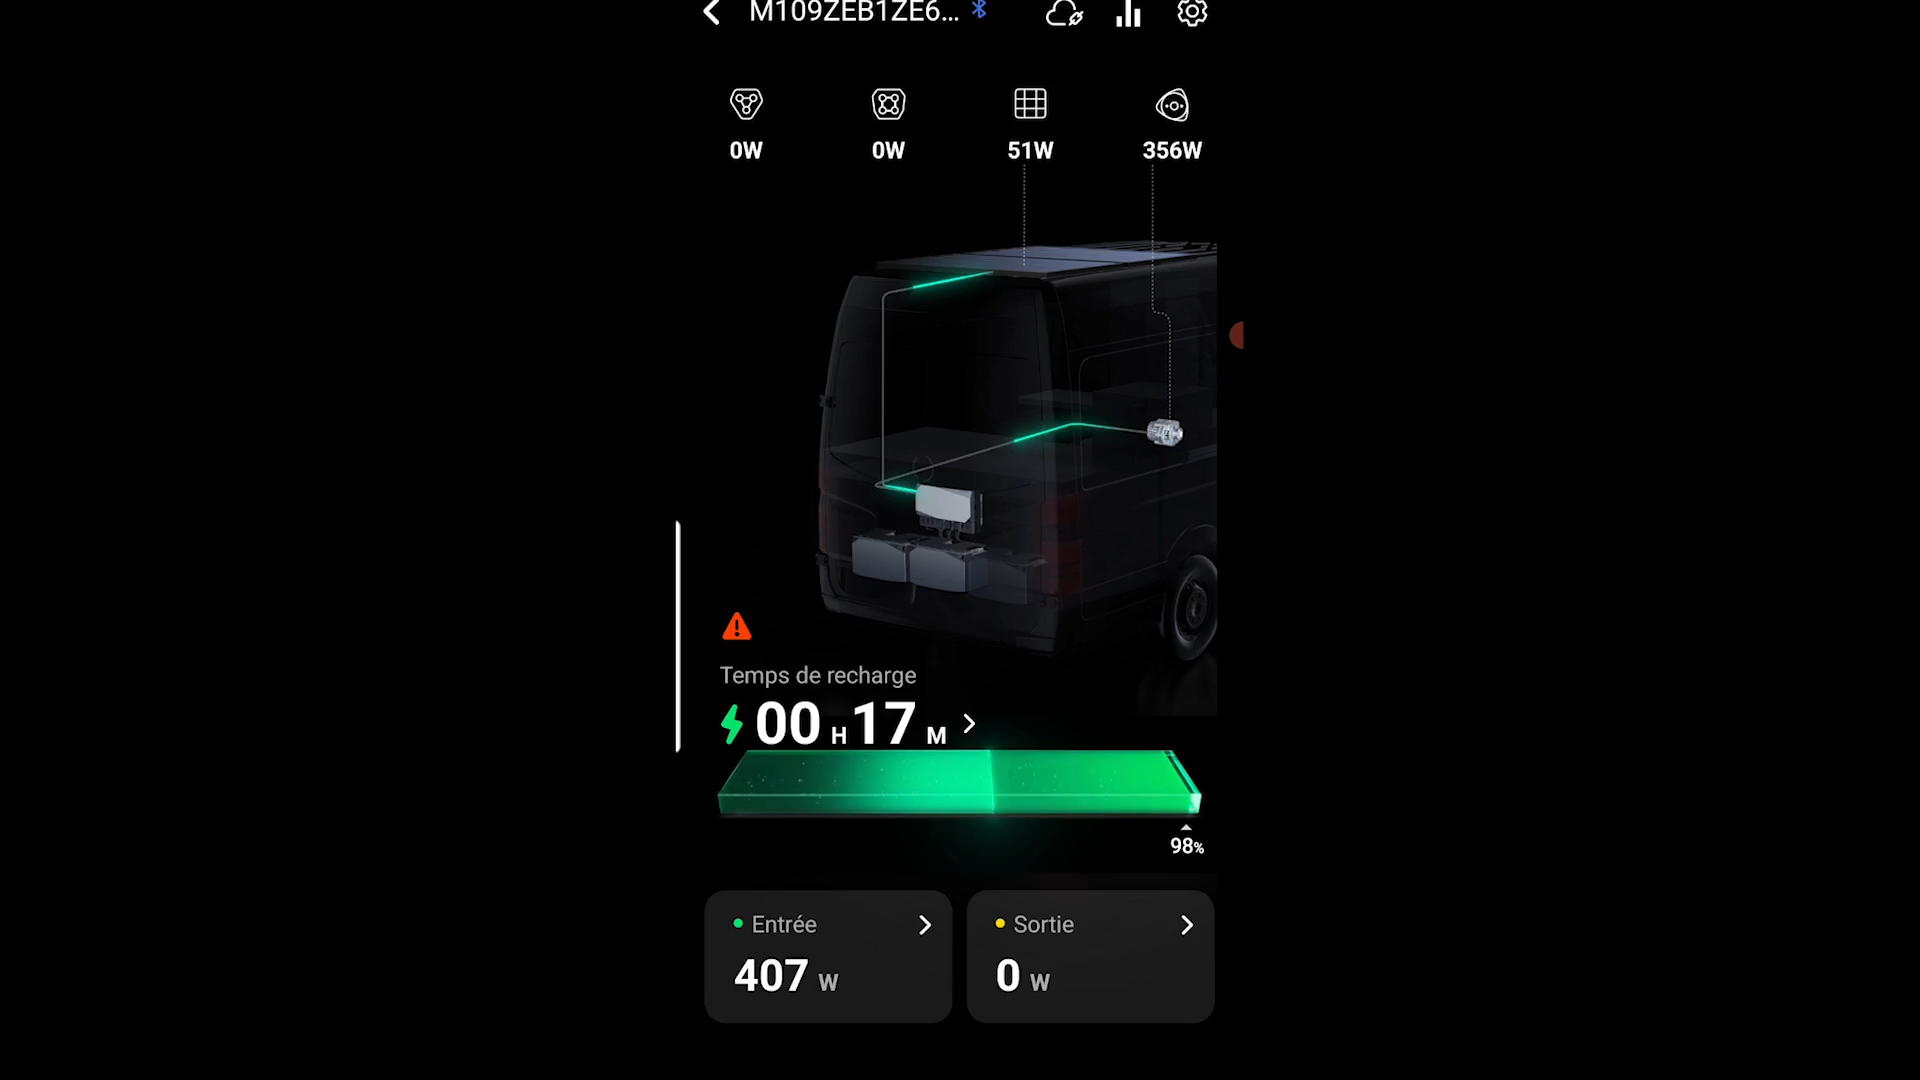 M109ZEB1ZE6...
0W 0W 51W 356W
Temps de recharge
00 H 17 M
98%
Entrée Sortie
407 W 0 W